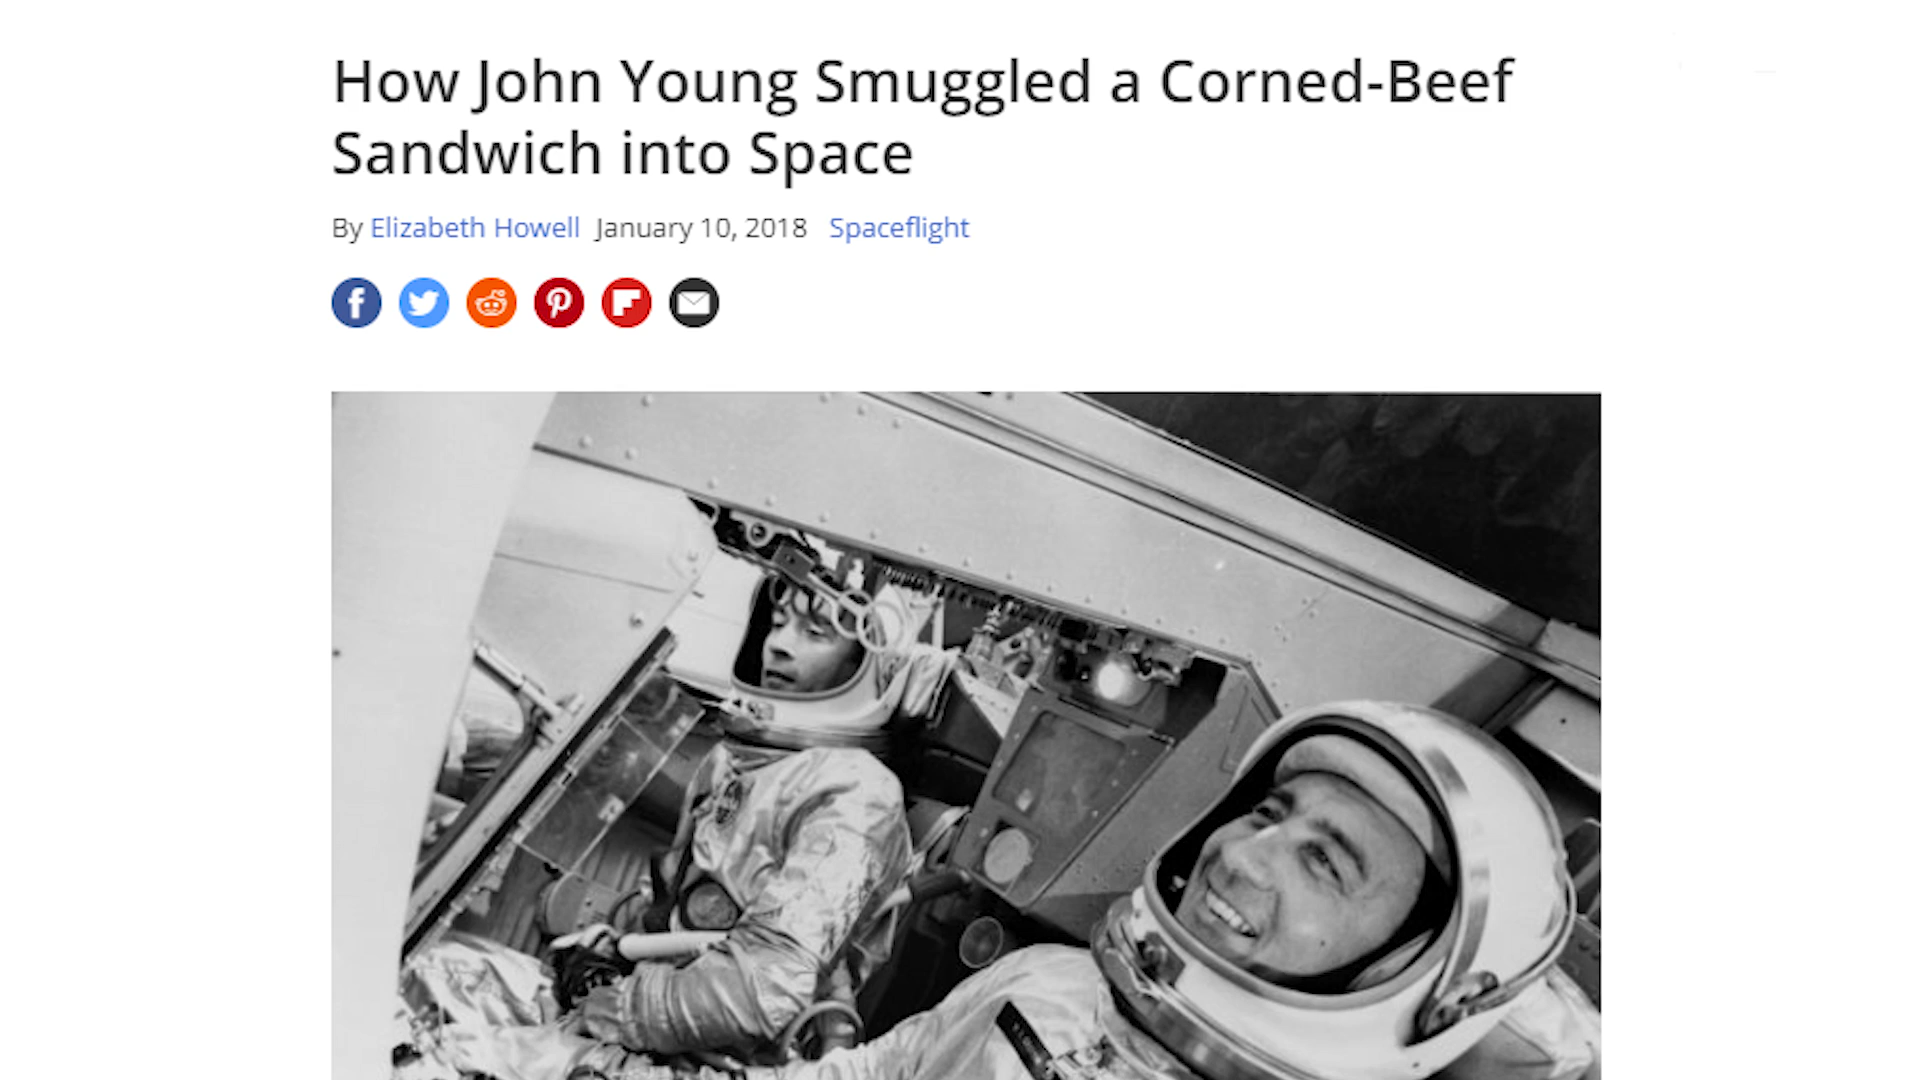 How John Young Smuggled a Corned-Beef
Sandwich into Space
By Elizabeth Howell January 10, 2018 Spaceflight